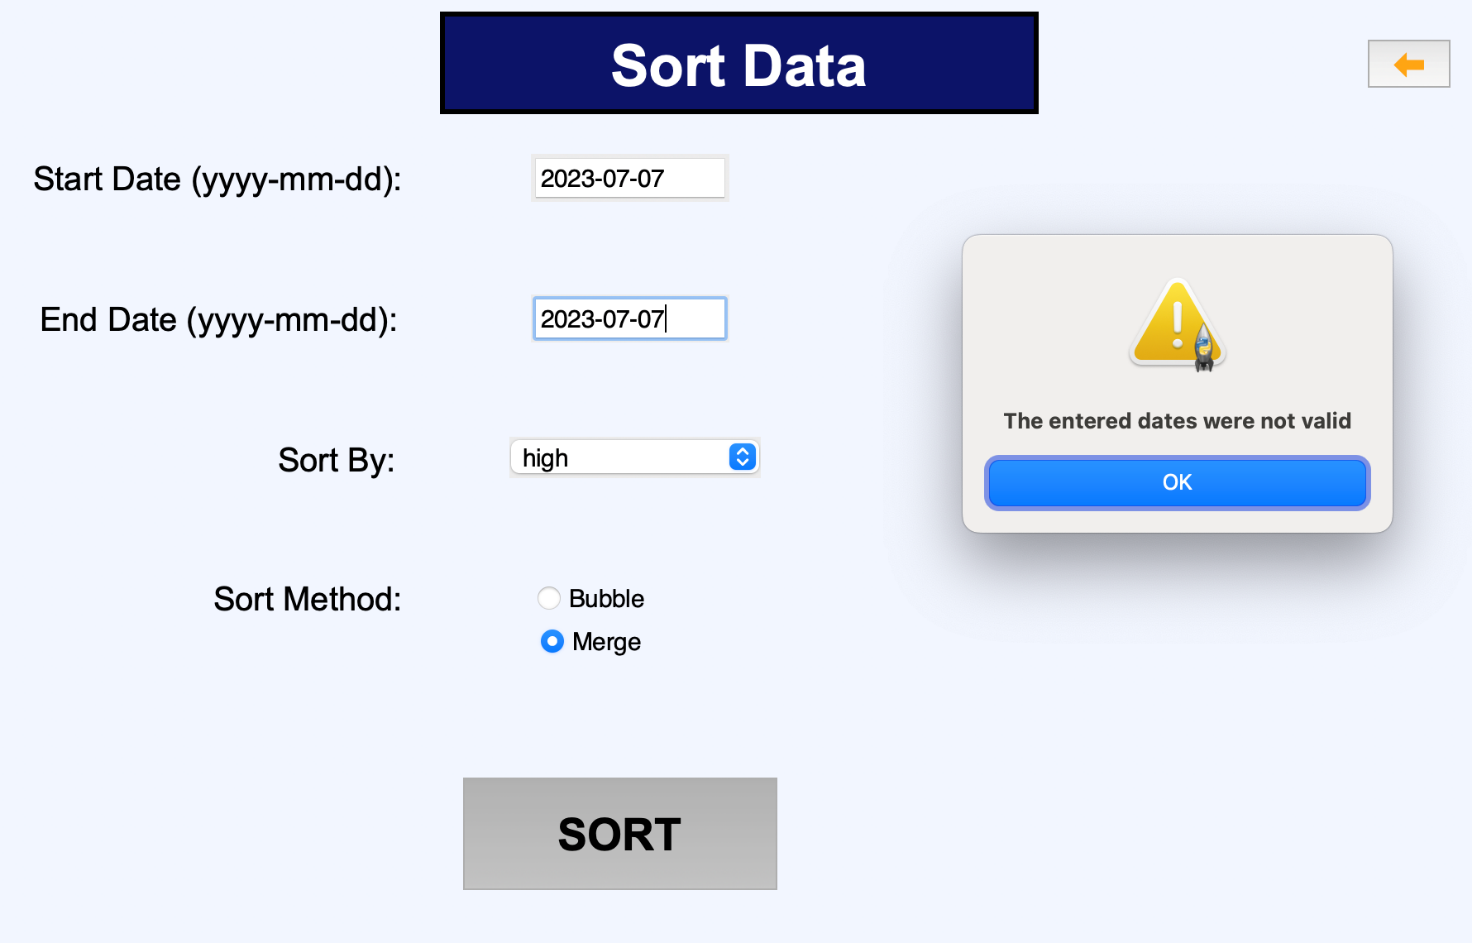 Sort Data
Start Date (yyyy-mm-dd): 2023-07-07
End Date (yyyy-mm-dd): 2023-07-07
The entered dates were not valid
Sort By: high
OK
Sort Method: Bubble
Merge
SORT